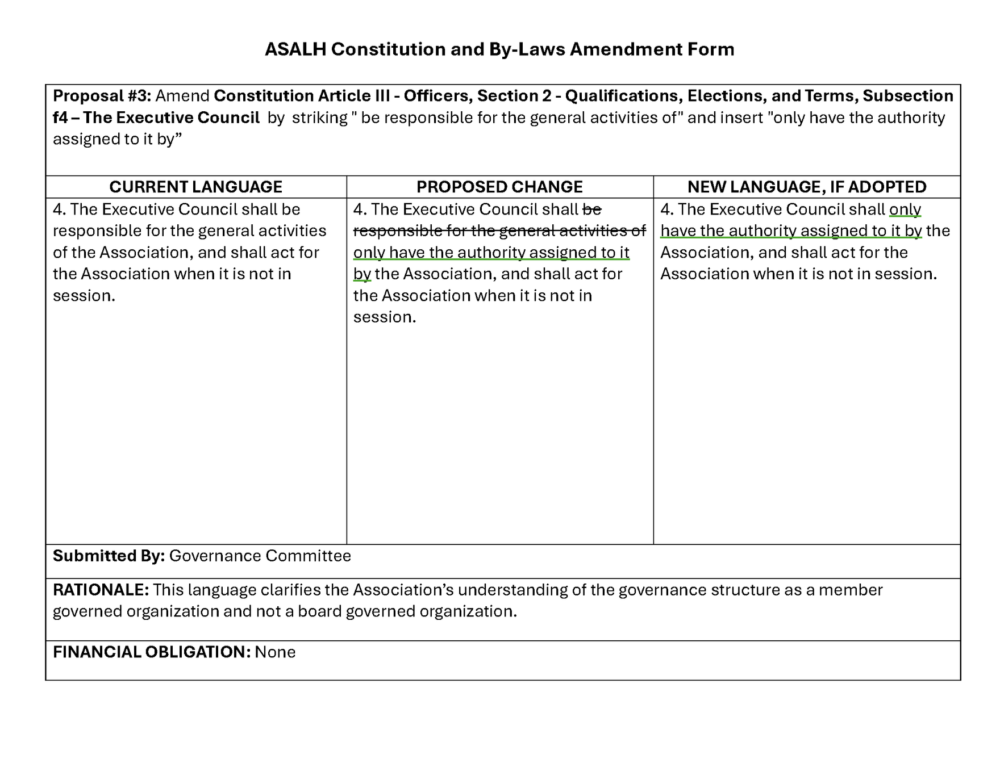 ASALH Constitution and By-Laws Amendment Form
Proposal #3: Amend Constitution Article III - Officers, Section 2 - Qualifications, Elections, and Terms, Subsection
f4 – The Executive Council by striking " be responsible for the general activities of" and insert "only have the authority
assigned to it by”
CURRENT LANGUAGE
4. The Executive Council shall be
responsible for the general activities
of the Association, and shall act for
the Association when it is not in
session.
PROPOSED CHANGE
4. The Executive Council shall be
responsible for the general activities of
only have the authority assigned to it
by the Association, and shall act for
the Association when it is not in
session.
NEW LANGUAGE, IF ADOPTED
4. The Executive Council shall only
have the authority assigned to it by the
Association, and shall act for the
Association when it is not in session.
Submitted By: Governance Committee
RATIONALE: This language clarifies the Association’s understanding of the governance structure as a member
governed organization and not a board governed organization.
FINANCIAL OBLIGATION: None